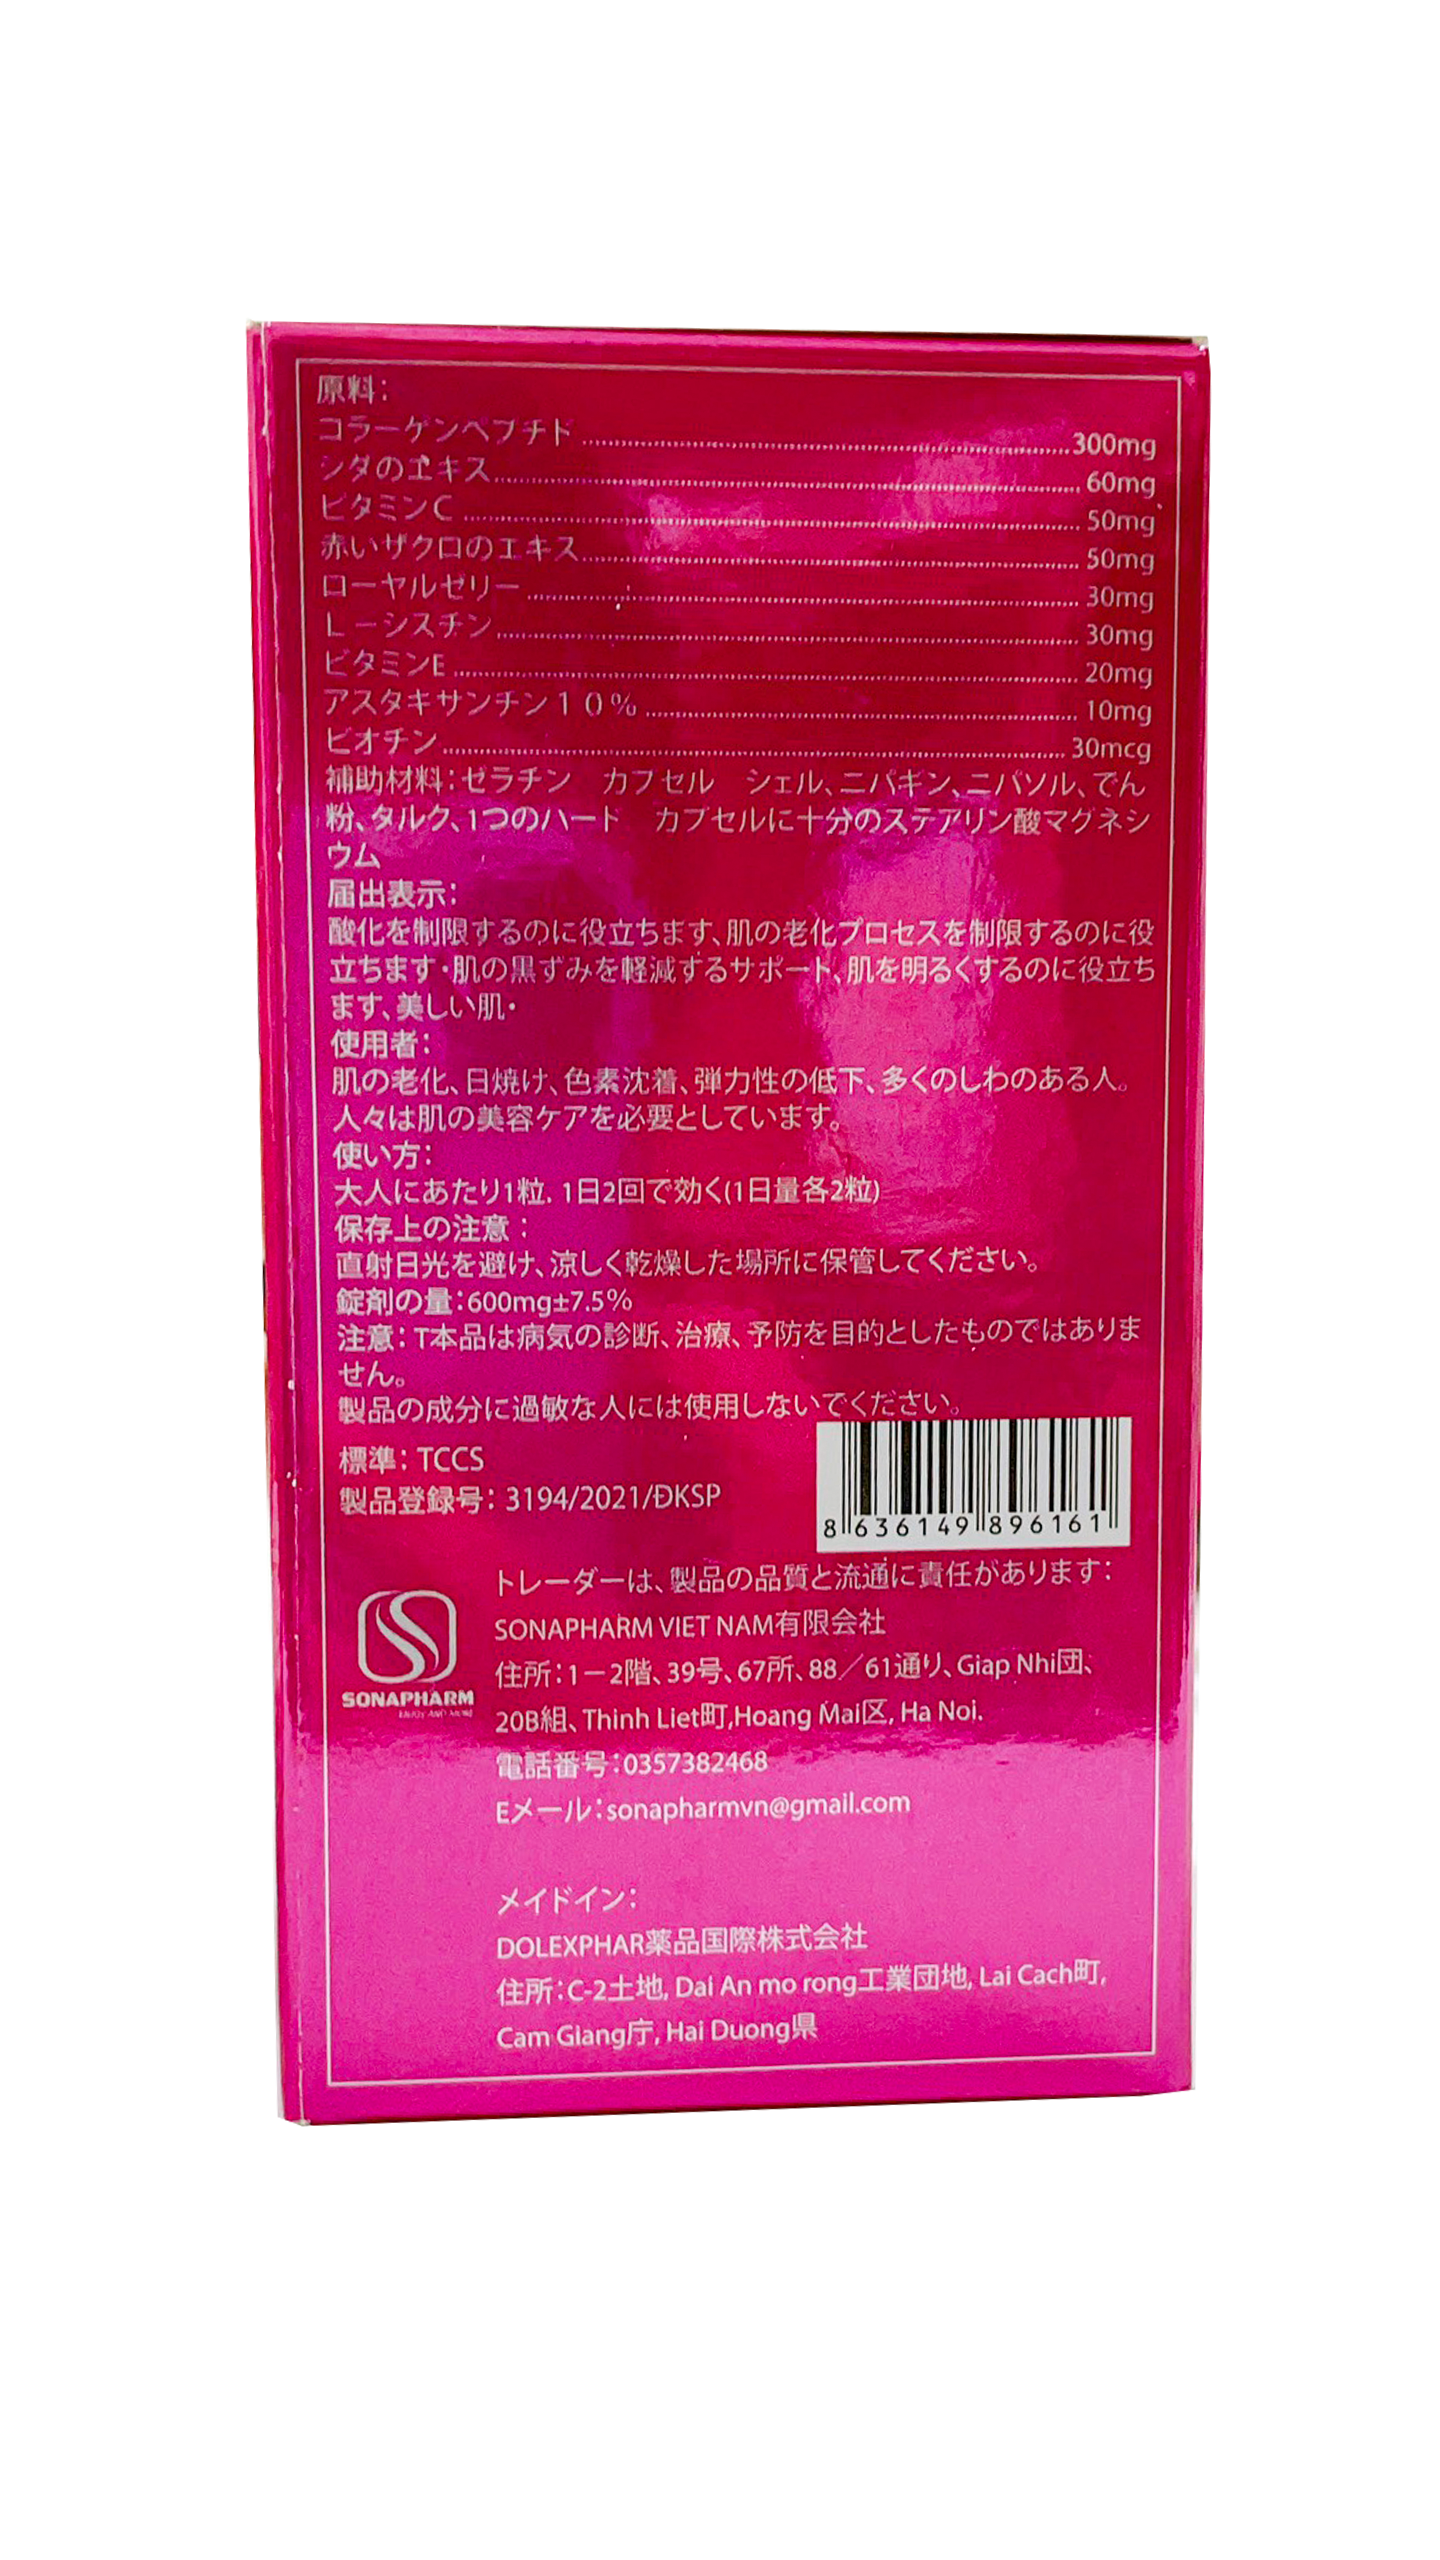 原料：
コラーゲンペプチド 300mg
シダのエキス 60mg
ビタミンC 50mg
赤いザクロのエキス 50mg
ローヤルゼリー 30mg
L－シスチン 30mg
ビタミンE 20mg
アスタキサンチン１０％ 10mg
ビオチン 30mcg
補助材料：ゼラチン　カプセル　シェル、ニパギン、ニパソル、でん
粉、タルク、1つのハード　カプセルに十分のステアリン酸マグネシ
ウム
届出表示：
酸化を制限するのに役立ちます、肌の老化プロセスを制限するのに役
立ちます・肌の黒ずみを軽減するサポート、肌を明るくするのに役立ち
ます、美しい肌・
使用者：
肌の老化、日焼け、色素沈着、弾力性の低下、多くのしわのある人。
人々は肌の美容ケアを必要としています。
使い方：
大人にあたり1粒. 1日2回で効く(1日量各2粒)
保存上の注意：
直射日光を避け、涼しく乾燥した場所に保管してください。
錠剤の量：600mg±7.5%
注意：T本品は病気の診断、治療、予防を目的としたものではありま
せん。
製品の成分に過敏な人には使用しないでください。
標準：TCCS
製品登録号：3194/2021/ĐKSP
8 636149 896161
トレーダーは、製品の品質と流通に責任があります：
SONAPHARM VIET NAM有限会社
住所：1－2階、39号、67所、88／61通り、Giap Nhi団、
20B組、Thinh Liet町,Hoang Mai区, Ha Noi.
電話番号：0357382468
Eメール：sonapharmvn@gmail.com
SONAPHARM
ENJOY AND MORE
メイドイン：
DOLEXPHAR薬品国際株式会社
住所：C-2土地, Dai An mo rong工業団地, Lai Cach町,
Cam Giang庁, Hai Duong県